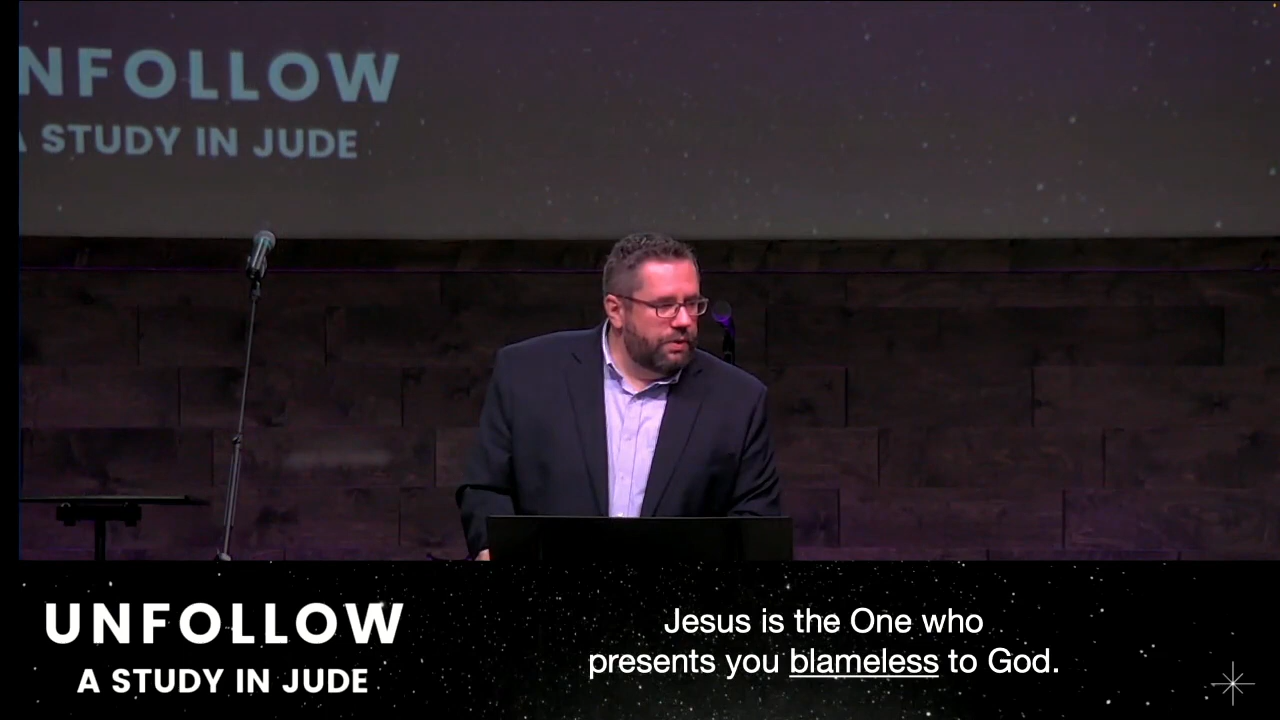 NFOLLOW
A STUDY IN JUDE
UNFOLLOW
A STUDY IN JUDE
Jesus is the One who
presents you blameless to God.